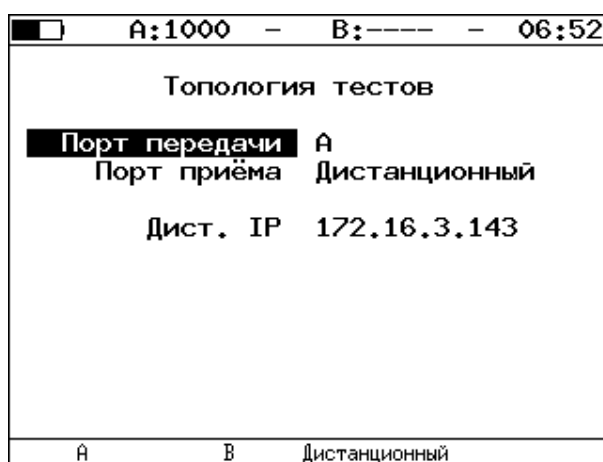 A:1000 – B:---- – 06:52
Топология тестов
Порт передачи A
Порт приёма Дистанционный
Дист. IP 172.16.3.143
A B Дистанционный